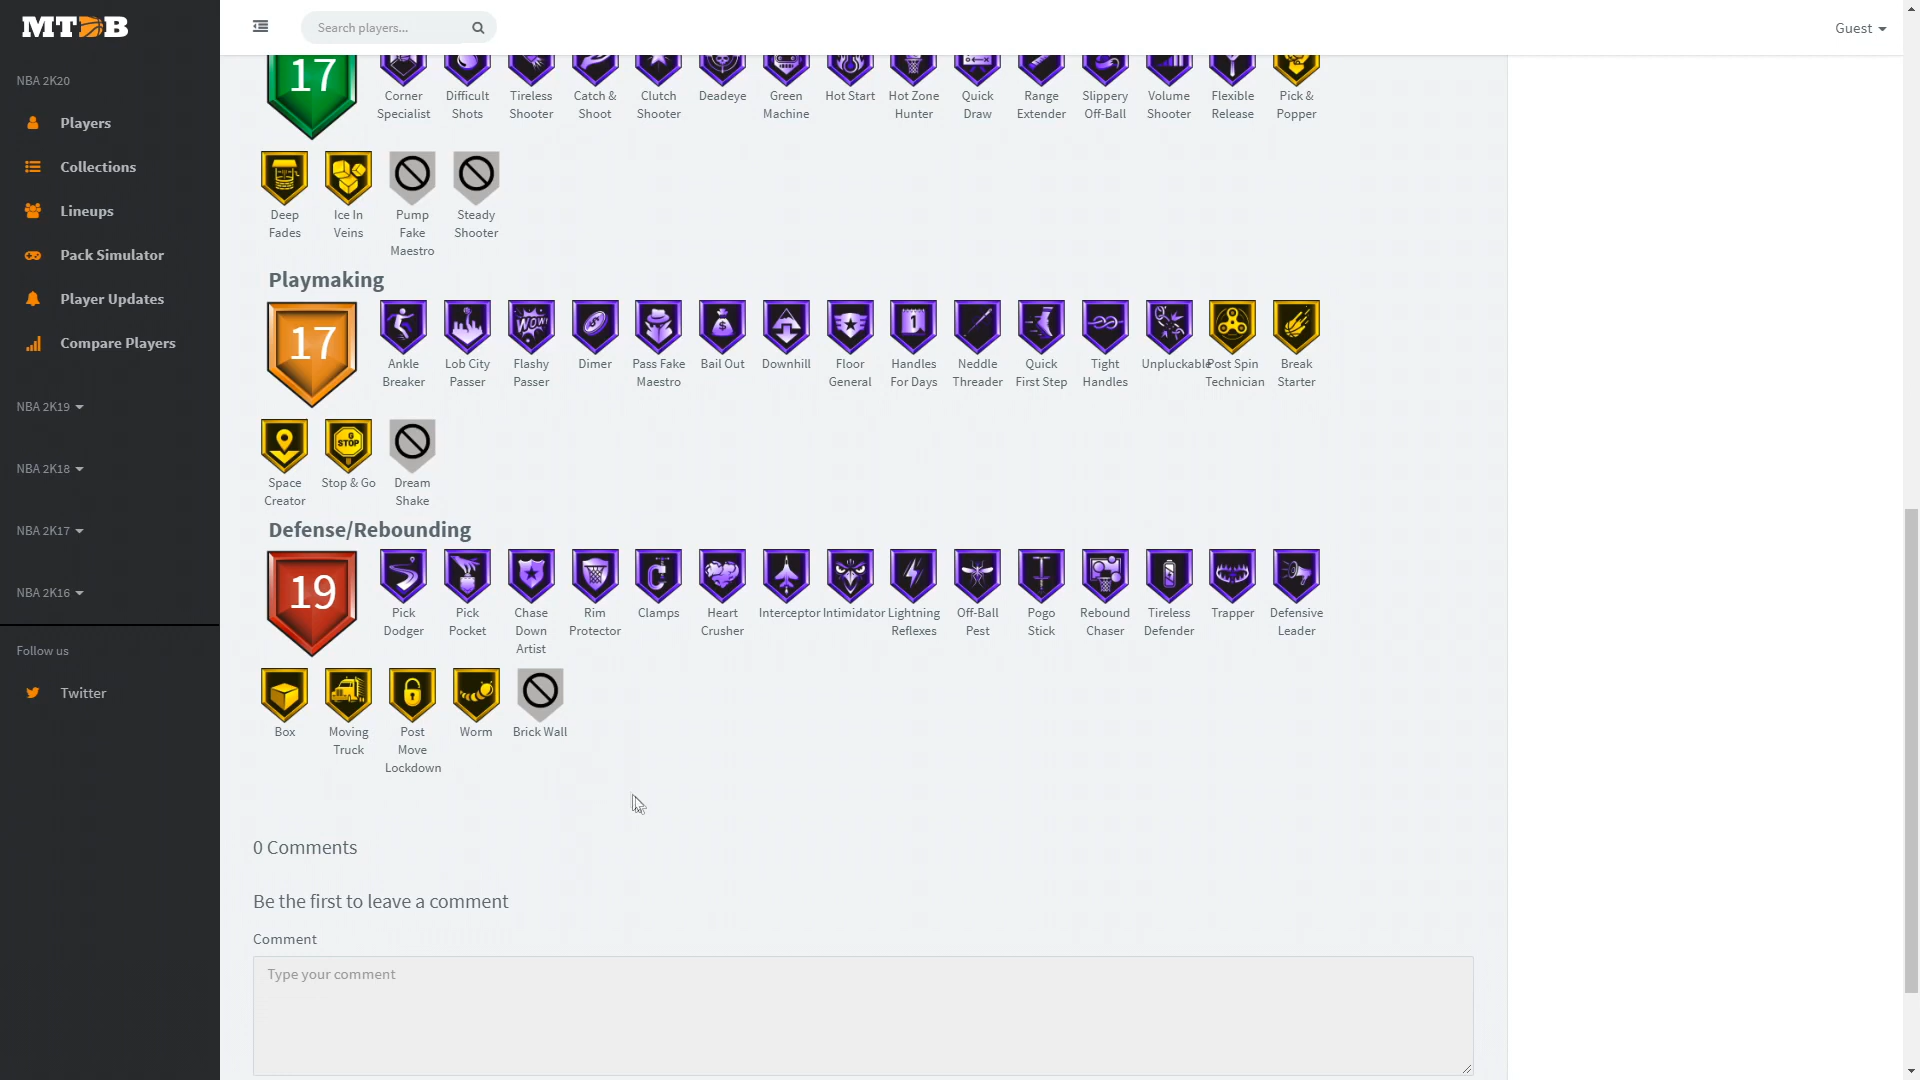 MTDB
Search players...
Guest
NBA 2K20
Players
Collections
Lineups
Pack Simulator
Player Updates
Compare Players
NBA 2K19
NBA 2K18
NBA 2K17
NBA 2K16
Follow us
Twitter
17
Corner Specialist
Difficult Shots
Tireless Shooter
Catch & Shoot
Clutch Shooter
Deadeye
Green Machine
Hot Start
Hot Zone Hunter
Quick Draw
Range Extender
Slippery Off-Ball
Volume Shooter
Flexible Release
Pick & Popper
Deep Fades
Ice In Veins
Pump Fake Maestro
Steady Shooter
Playmaking
17
Ankle Breaker
Lob City Passer
WOW!
Flashy Passer
Dimer
Pass Fake Maestro
$
Bail Out
Downhill
Floor General
1
Handles For Days
Neddle Threader
Quick First Step
Tight Handles
Unpluckable
Post Spin Technician
Break Starter
Space Creator
G
STOP
Stop & Go
Dream Shake
Defense/Rebounding
19
Pick Dodger
Pick Pocket
Chase Down Artist
Rim Protector
Clamps
Heart Crusher
Interceptor
Intimidator
Lightning Reflexes
Off-Ball Pest
Pogo Stick
Rebound Chaser
Tireless Defender
Trapper
Defensive Leader
Box
Moving Truck
Post Move Lockdown
Worm
Brick Wall
0 Comments
Be the first to leave a comment
Comment
Type your comment